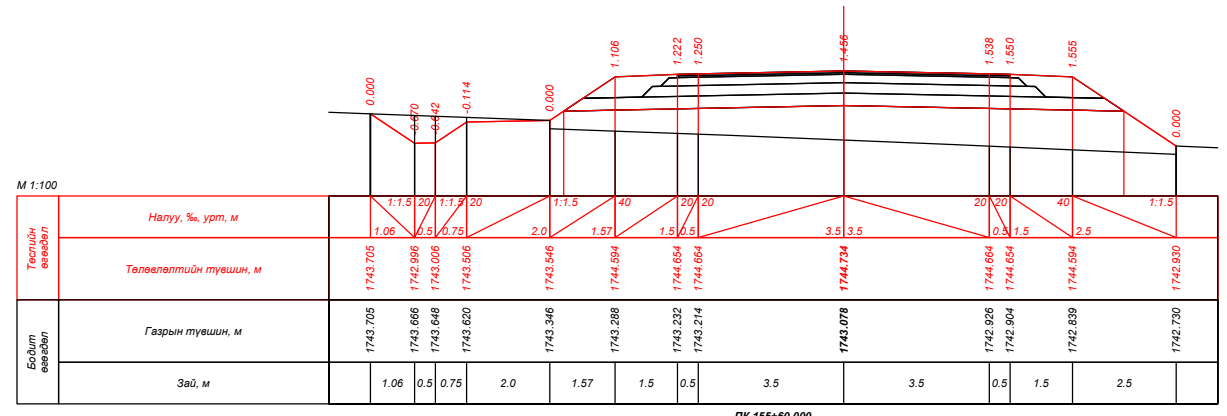 0.000 -0.670 -0.642 -0.114 0.000 1.106 1.222 1.250 1.456 1.538 1.550 1.555 0.000
М 1:100
Төслийн өгөгдөл
Налуу, ‰, урт, м
1:1.5 20 1:1.5 20 1:1.5 40 20 20 20 20 40 1:1.5
1.06 0.5 0.75 2.0 1.57 1.5 0.5 3.5 3.5 0.5 1.5 2.5
Төлөвлөлтийн түвшин, м
1743.705 1742.996 1743.006 1743.506 1743.546 1744.594 1744.654 1744.664 1744.734 1744.664 1744.654 1744.594 1742.930
Бодит өгөгдөл
Газрын түвшин, м
1743.705 1743.666 1743.648 1743.620 1743.346 1743.288 1743.232 1743.214 1743.078 1742.926 1742.904 1742.839 1742.730
Зай, м
1.06 0.5 0.75 2.0 1.57 1.5 0.5 3.5 3.5 0.5 1.5 2.5
ПК 155+60.000